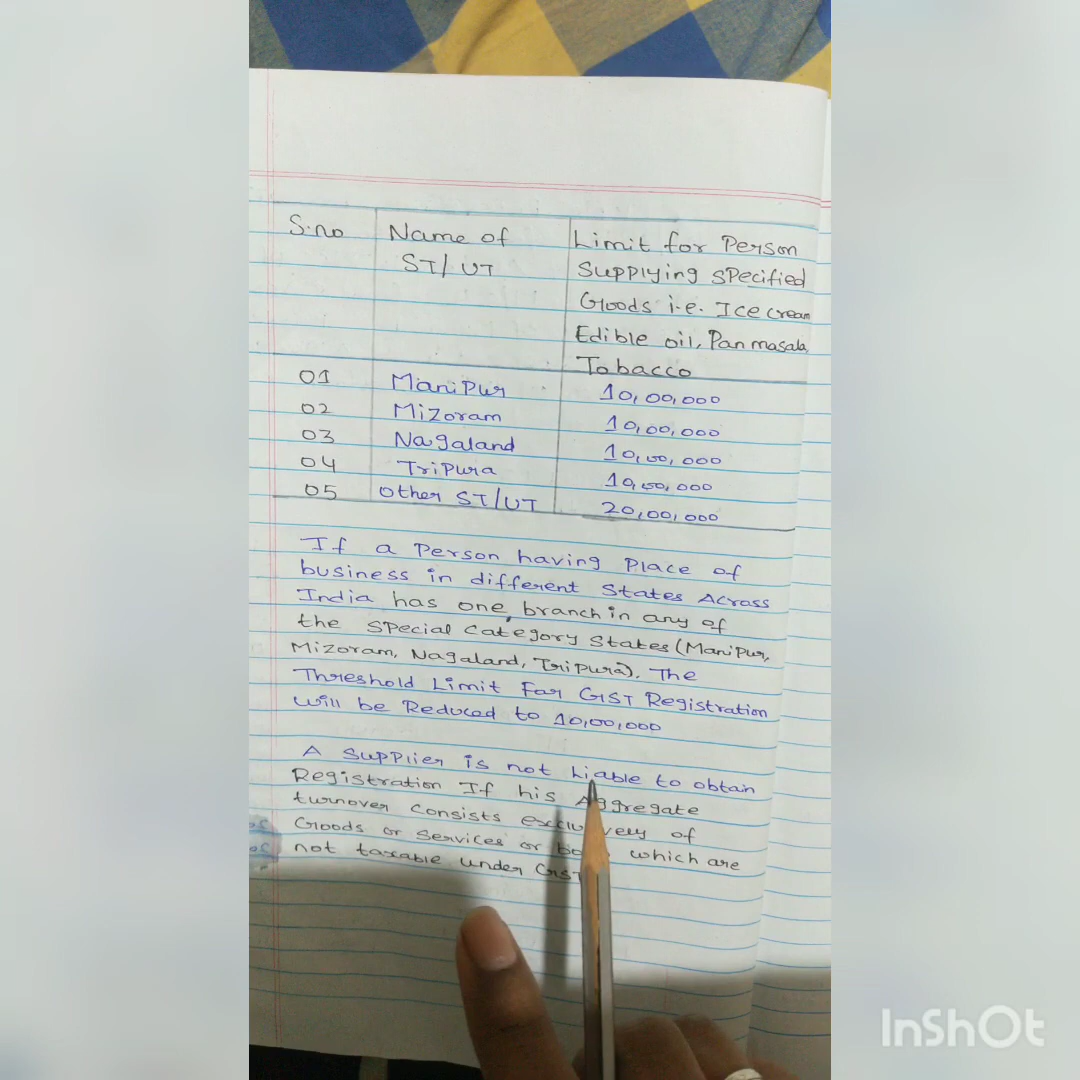 S.no
Name of
ST/UT
Limit for Person
Supplying specified
Goods i.e. Ice cream
Edible oil, Pan masala,
Tobacco
01 Manipur 10,00,000
02 Mizoram 10,00,000
03 Nagaland 10,00,000
04 Tripura 10,00,000
05 other ST/UT 20,00,000
If a Person having Place of
business in different States Across
India has one branch in any of
the special category States (Manipur,
Mizoram, Nagaland, Tripura), The
Threshold Limit For GST Registration
will be Reduced to 10,00,000
A supplier is not Liable to obtain
Registration If his Aggregate
turnover consists of
Goods or services or which are
not taxable under GST
InShOt